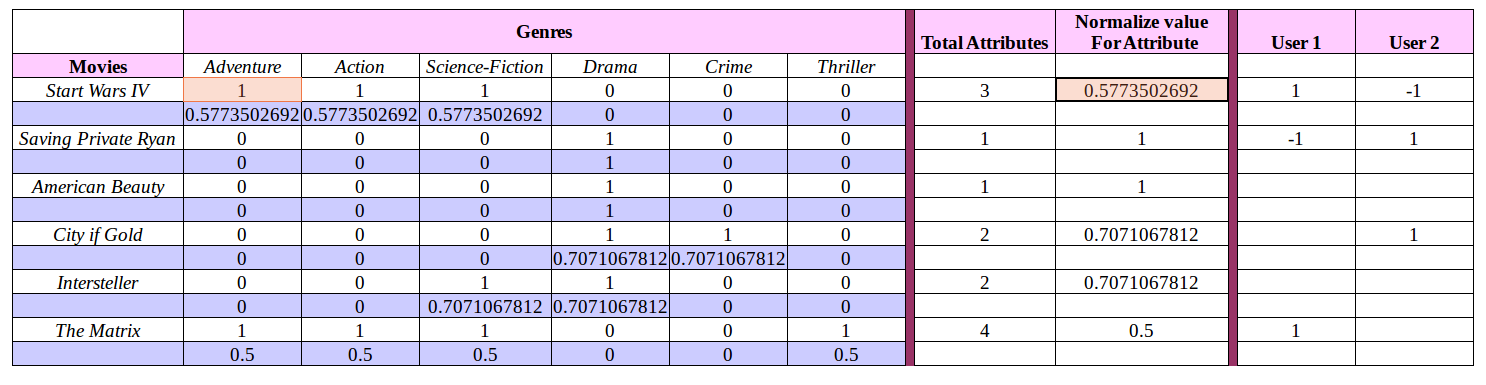 Genres Total Attributes Normalize value For Attribute User 1 User 2
Movies Adventure Action Science-Fiction Drama Crime Thriller
Start Wars IV 1 1 1 0 0 0 3 0.5773502692 1 -1
0.5773502692 0.5773502692 0.5773502692 0 0 0
Saving Private Ryan 0 0 0 1 0 0 1 1 -1 1
0 0 0 1 0 0
American Beauty 0 0 0 1 0 0 1 1
0 0 0 1 0 0
City if Gold 0 0 0 1 1 0 2 0.7071067812 1
0 0 0 0.7071067812 0.7071067812 0
Intersteller 0 0 1 1 0 0 2 0.7071067812
0 0 0.7071067812 0.7071067812 0 0
The Matrix 1 1 1 0 0 1 4 0.5 1
0.5 0.5 0.5 0 0 0.5